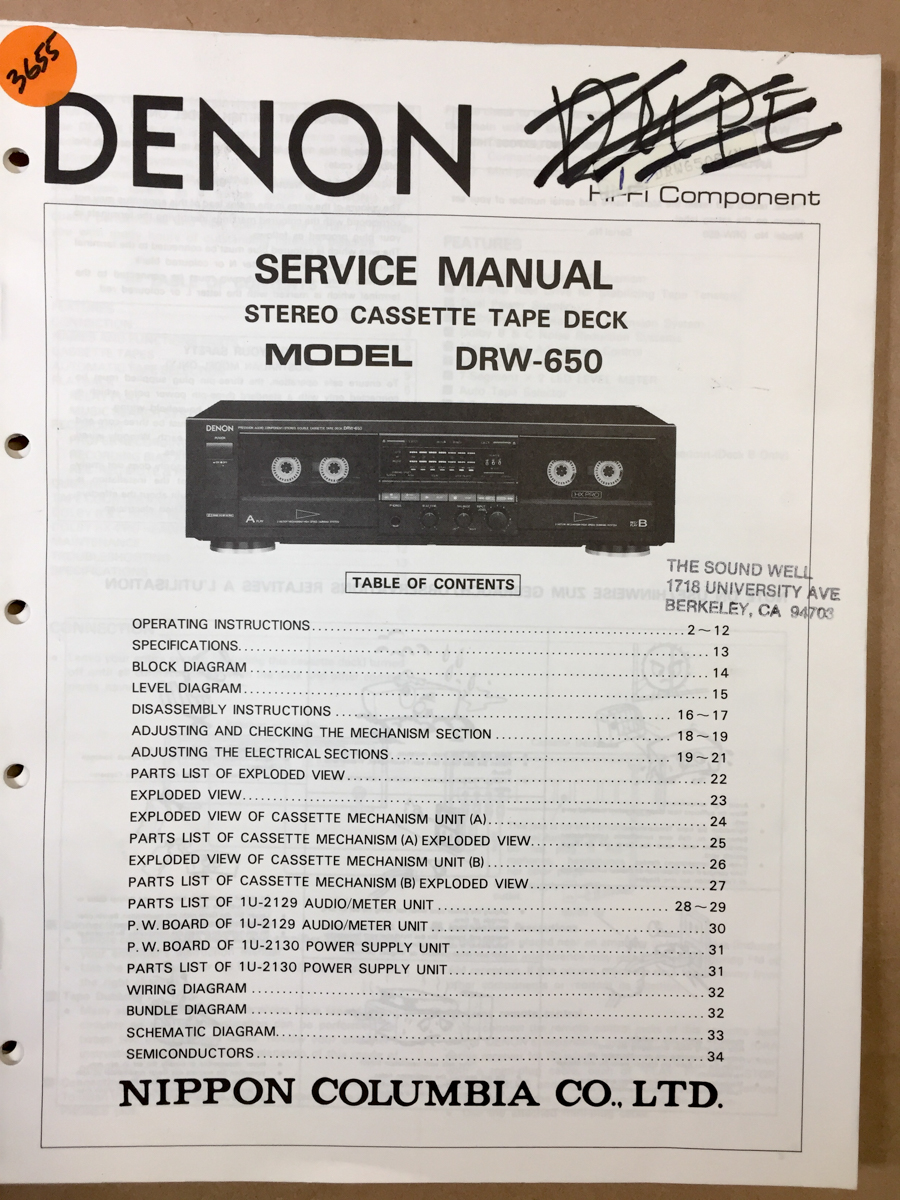 3655
DENON
Hi-Fi Component
SERVICE MANUAL
STEREO CASSETTE TAPE DECK
MODEL DRW-650
DENON
DRW-650
HX PRO
A PLAY
B
THE SOUND WELL
1718 UNIVERSITY AVE
BERKELEY, CA 94703
TABLE OF CONTENTS
OPERATING INSTRUCTIONS 2~12
SPECIFICATIONS 13
BLOCK DIAGRAM 14
LEVEL DIAGRAM 15
DISASSEMBLY INSTRUCTIONS 16~17
ADJUSTING AND CHECKING THE MECHANISM SECTION 18~19
ADJUSTING THE ELECTRICAL SECTIONS 19~21
PARTS LIST OF EXPLODED VIEW 22
EXPLODED VIEW 23
EXPLODED VIEW OF CASSETTE MECHANISM UNIT (A) 24
PARTS LIST OF CASSETTE MECHANISM (A) EXPLODED VIEW 25
EXPLODED VIEW OF CASSETTE MECHANISM UNIT (B) 26
PARTS LIST OF CASSETTE MECHANISM (B) EXPLODED VIEW 27
PARTS LIST OF 1U-2129 AUDIO/METER UNIT 28~29
P.W.BOARD OF 1U-2129 AUDIO/METER UNIT 30
P.W.BOARD OF 1U-2130 POWER SUPPLY UNIT 31
PARTS LIST OF 1U-2130 POWER SUPPLY UNIT 31
WIRING DIAGRAM 32
BUNDLE DIAGRAM 32
SCHEMATIC DIAGRAM 33
SEMICONDUCTORS 34
NIPPON COLUMBIA CO., LTD.